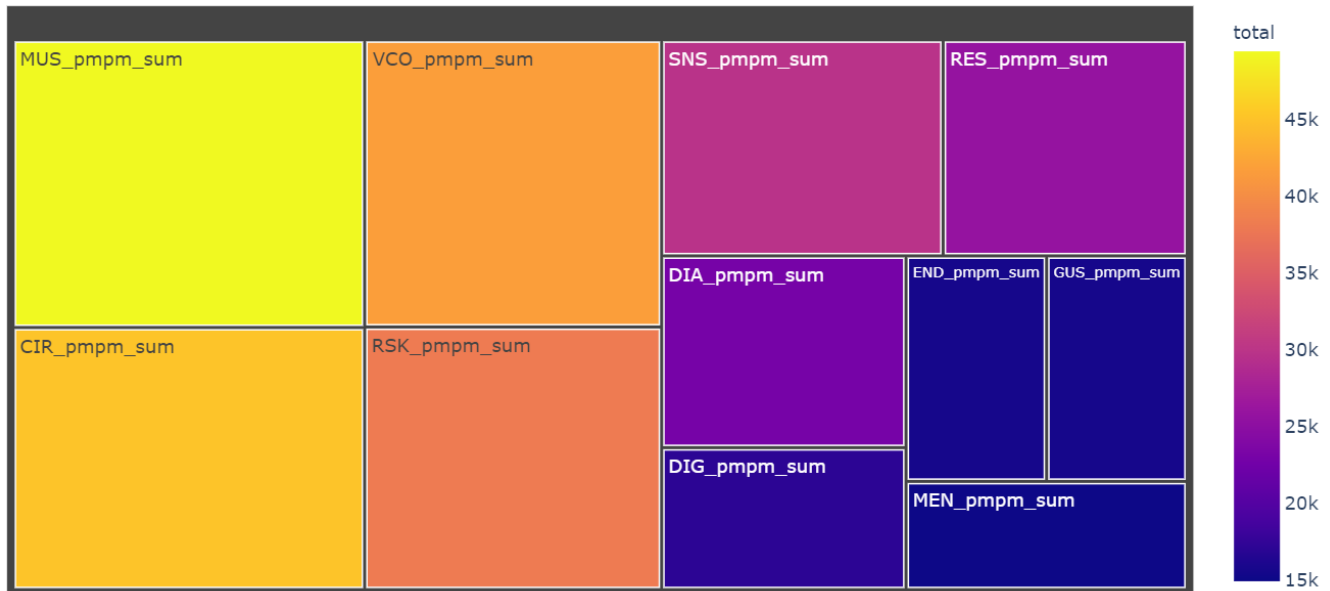 MUS_pmpm_sum
VCO_pmpm_sum
SNS_pmpm_sum
RES_pmpm_sum
CIR_pmpm_sum
RSK_pmpm_sum
DIA_pmpm_sum
END_pmpm_sum
GUS_pmpm_sum
DIG_pmpm_sum
MEN_pmpm_sum
total
45k
40k
35k
30k
25k
20k
15k